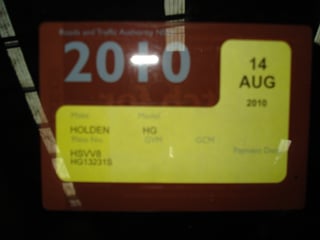 Roads and Traffic Authority NSW
2010
14
AUG
2010
Make Model
HOLDEN HG
Plate No. GVM GCM
HSVV8
HG13231S
Payment Date